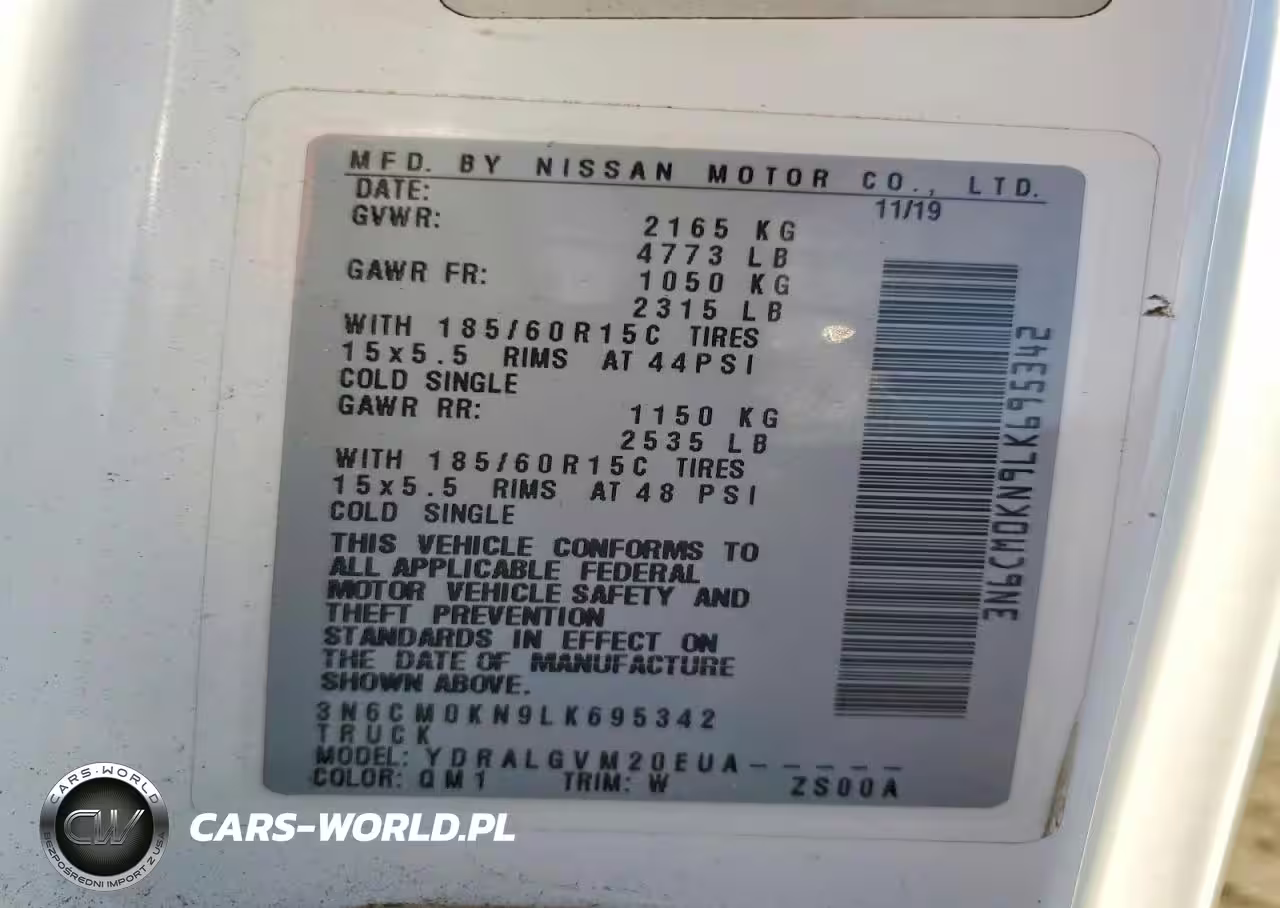 MFD. BY NISSAN MOTOR CO., LTD.
DATE: 11/19
GVWR: 2165 KG
4773 LB
GAWR FR: 1050 KG
2315 LB
WITH 185/60R15C TIRES
15x5.5 RIMS AT 44PSI
COLD SINGLE
GAWR RR: 1150 KG
2535 LB
WITH 185/60R15C TIRES
15x5.5 RIMS AT 48 PSI
COLD SINGLE
THIS VEHICLE CONFORMS TO
ALL APPLICABLE FEDERAL
MOTOR VEHICLE SAFETY AND
THEFT PREVENTION
STANDARDS IN EFFECT ON
THE DATE OF MANUFACTURE
SHOWN ABOVE.
3N6CM0KN9LK695342
TRUCK
MODEL: YDRALGVM20EUA-----
COLOR: QM1 TRIM: W ZS00A
3N6CM0KN9LK695342
CARS-WORLD
CW
BEZPOŚREDNI IMPORT Z USA
CARS-WORLD.PL